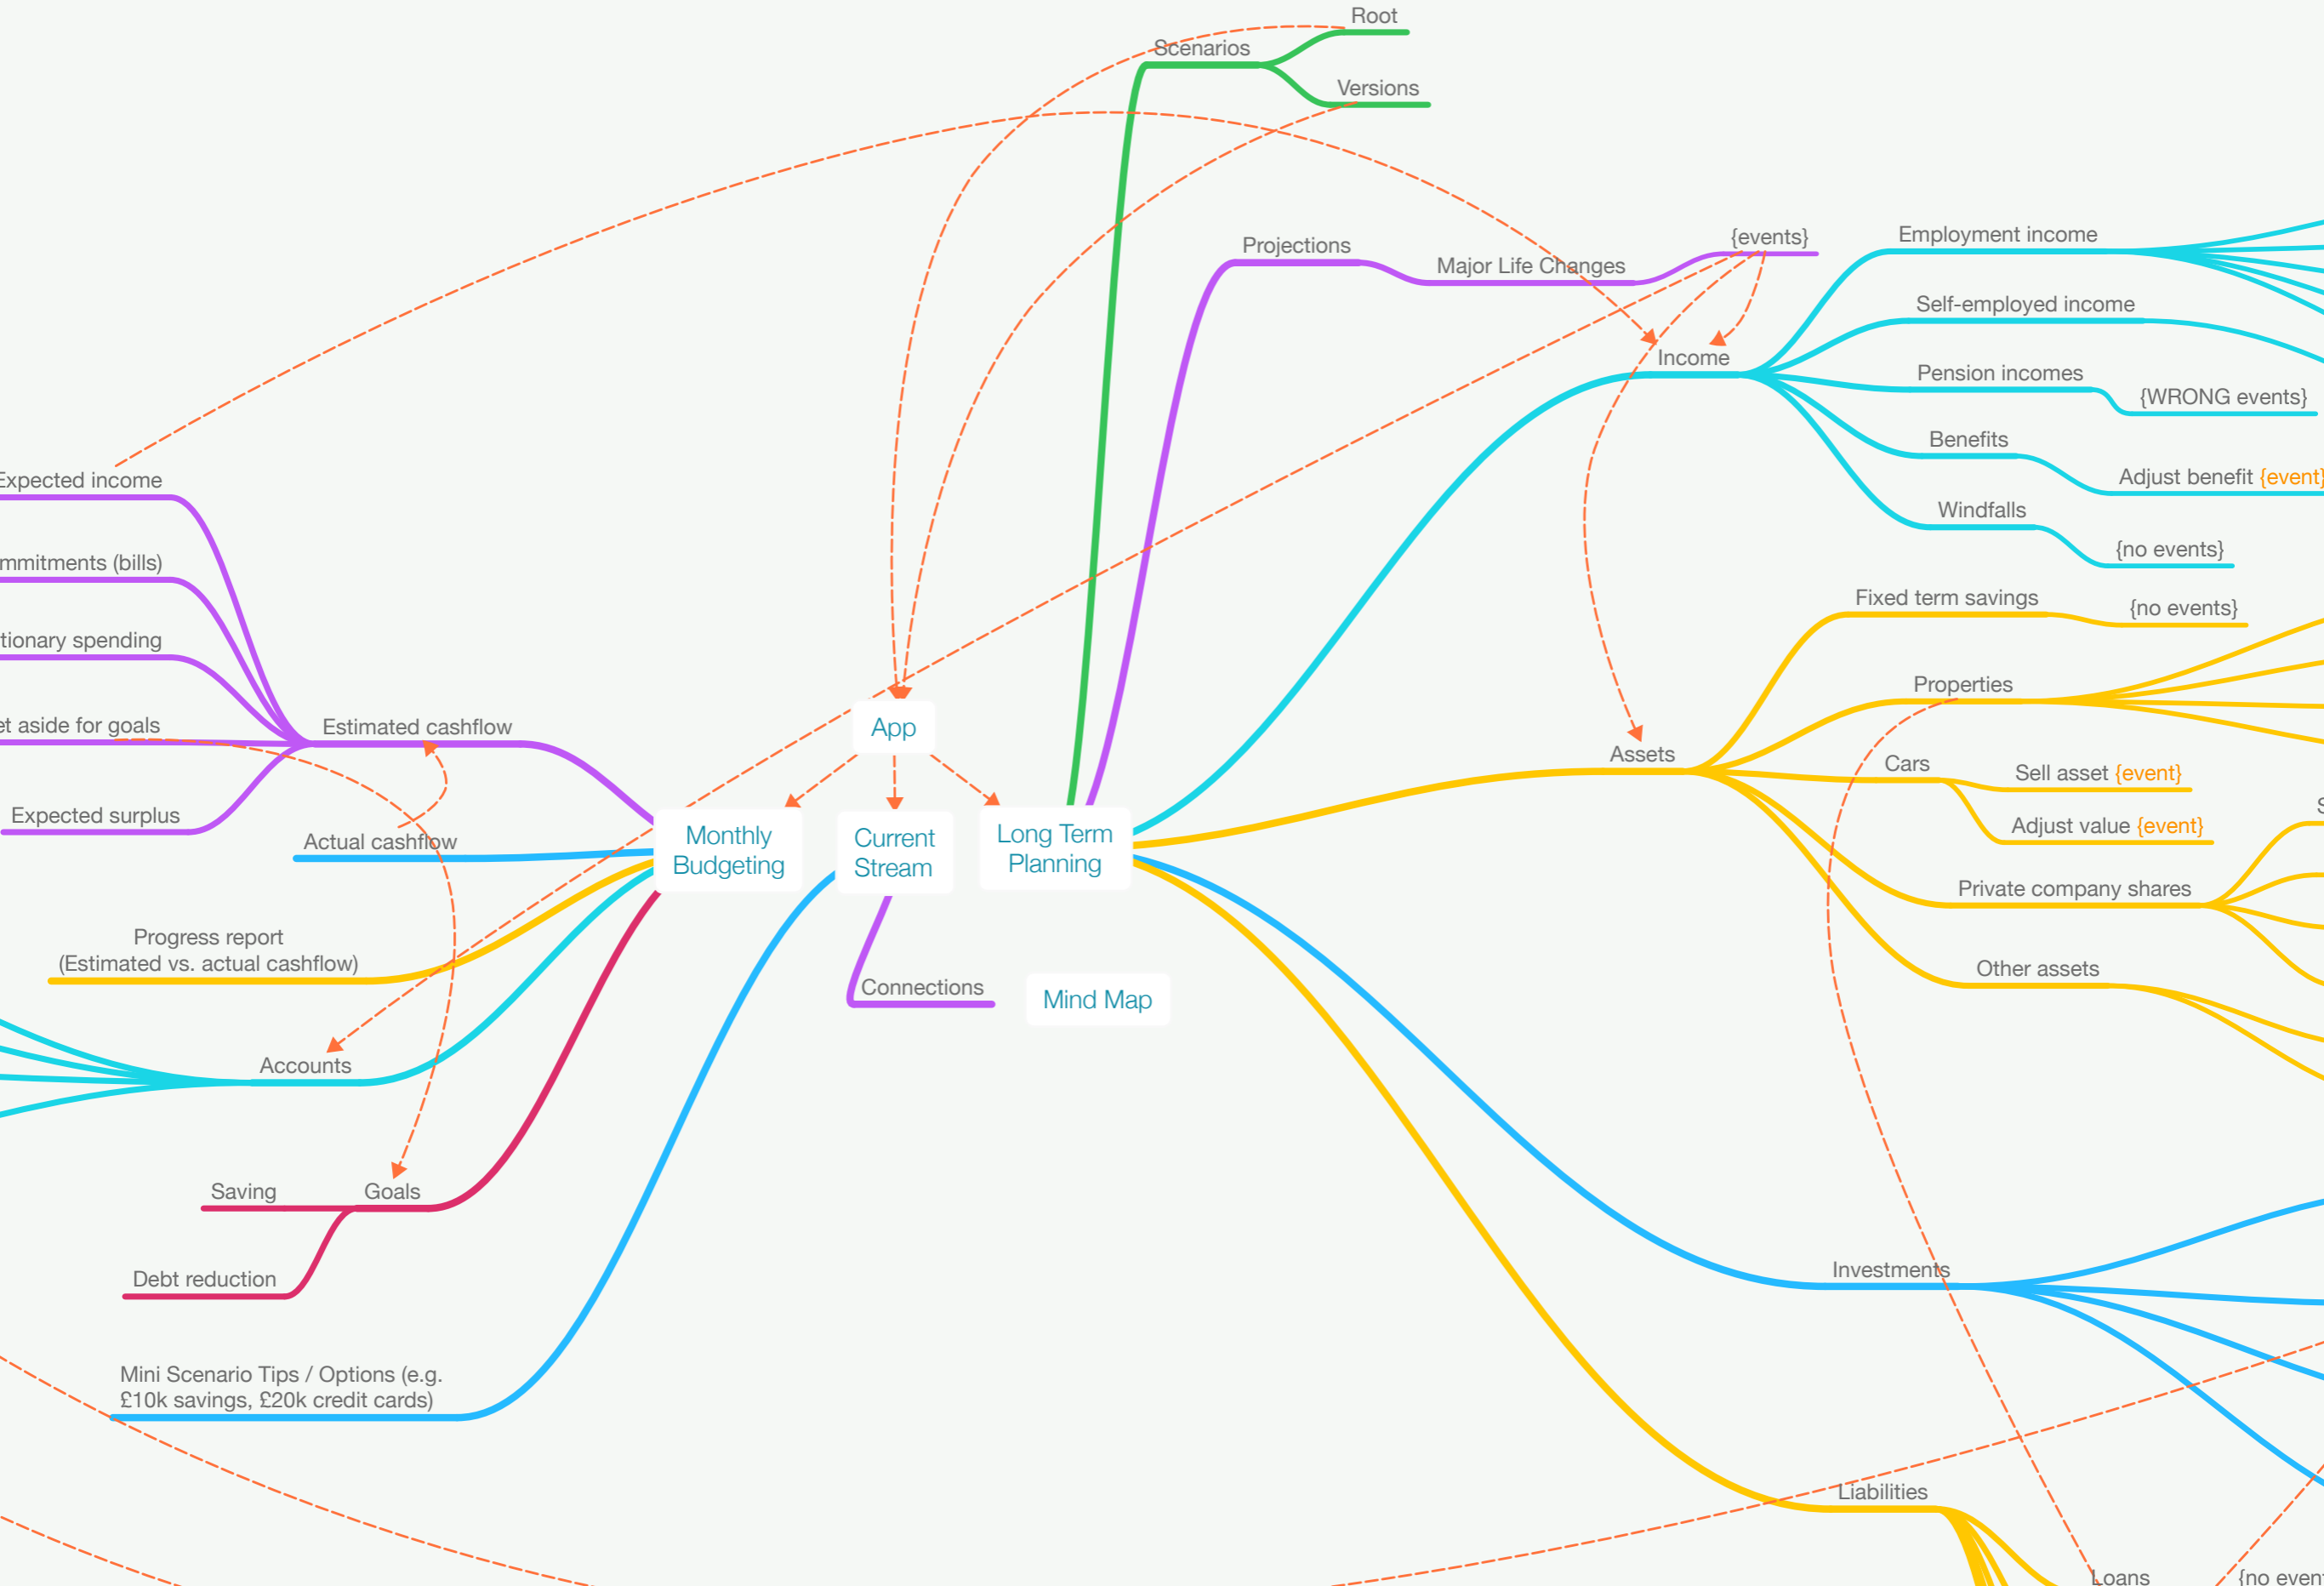 Root
Scenarios
Versions
Projections
Major Life Changes
{events}
Employment income
Self-employed income
Income
Pension incomes
{WRONG events}
Benefits
Adjust benefit {event}
Windfalls
{no events}
Expected income
mmitments (bills)
tionary spending
et aside for goals
Estimated cashflow
Expected surplus
Actual cashflow
Progress report
(Estimated vs. actual cashflow)
Accounts
Saving
Goals
Debt reduction
Mini Scenario Tips / Options (e.g.
£10k savings, £20k credit cards)
App
Monthly
Budgeting
Current
Stream
Long Term
Planning
Connections
Mind Map
Fixed term savings
{no events}
Properties
Assets
Cars
Sell asset {event}
Adjust value {event}
S
Private company shares
Other assets
Investments
Liabilities
Loans
{no even